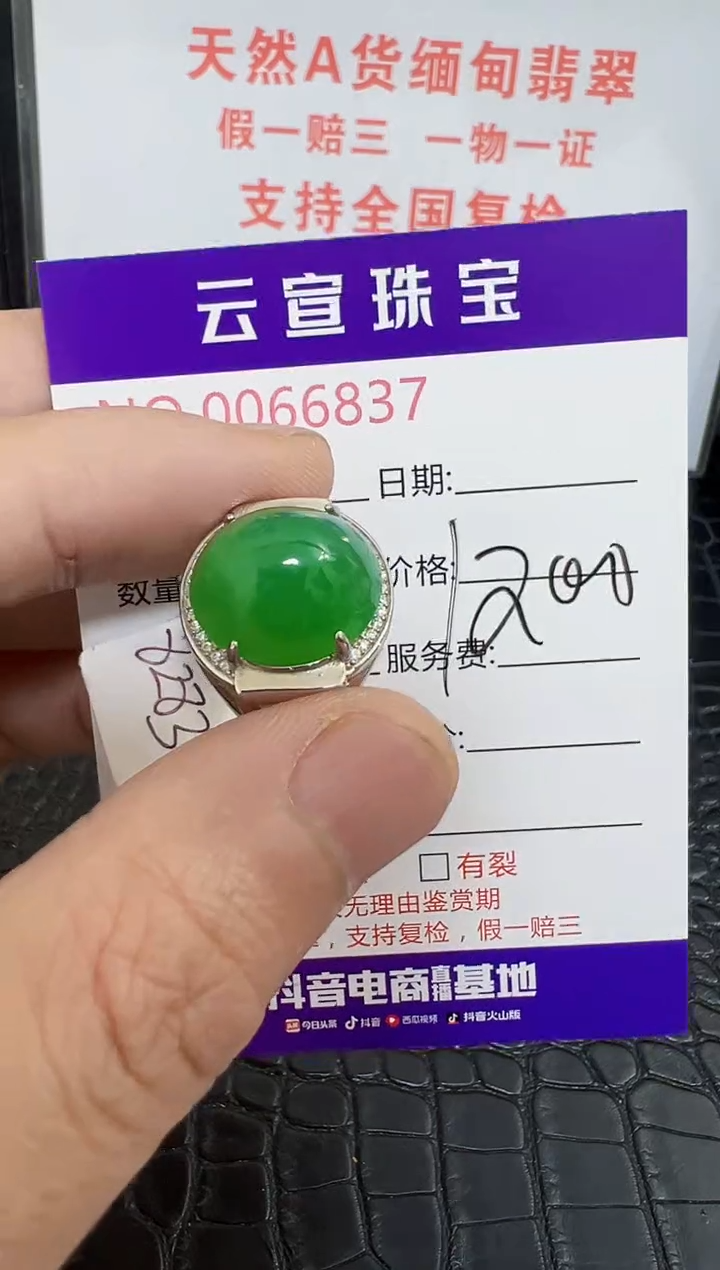 天然A货缅甸翡翠
假一赔三 一物一证
支持全国复检
云宣珠宝
NO.0066837
日期:
数量
价格: 1200
服务费:
223
:
有裂
无理由鉴赏期
，支持复检，假一赔三
抖音电商直播基地
今日头条 抖音 西瓜视频 抖音火山版